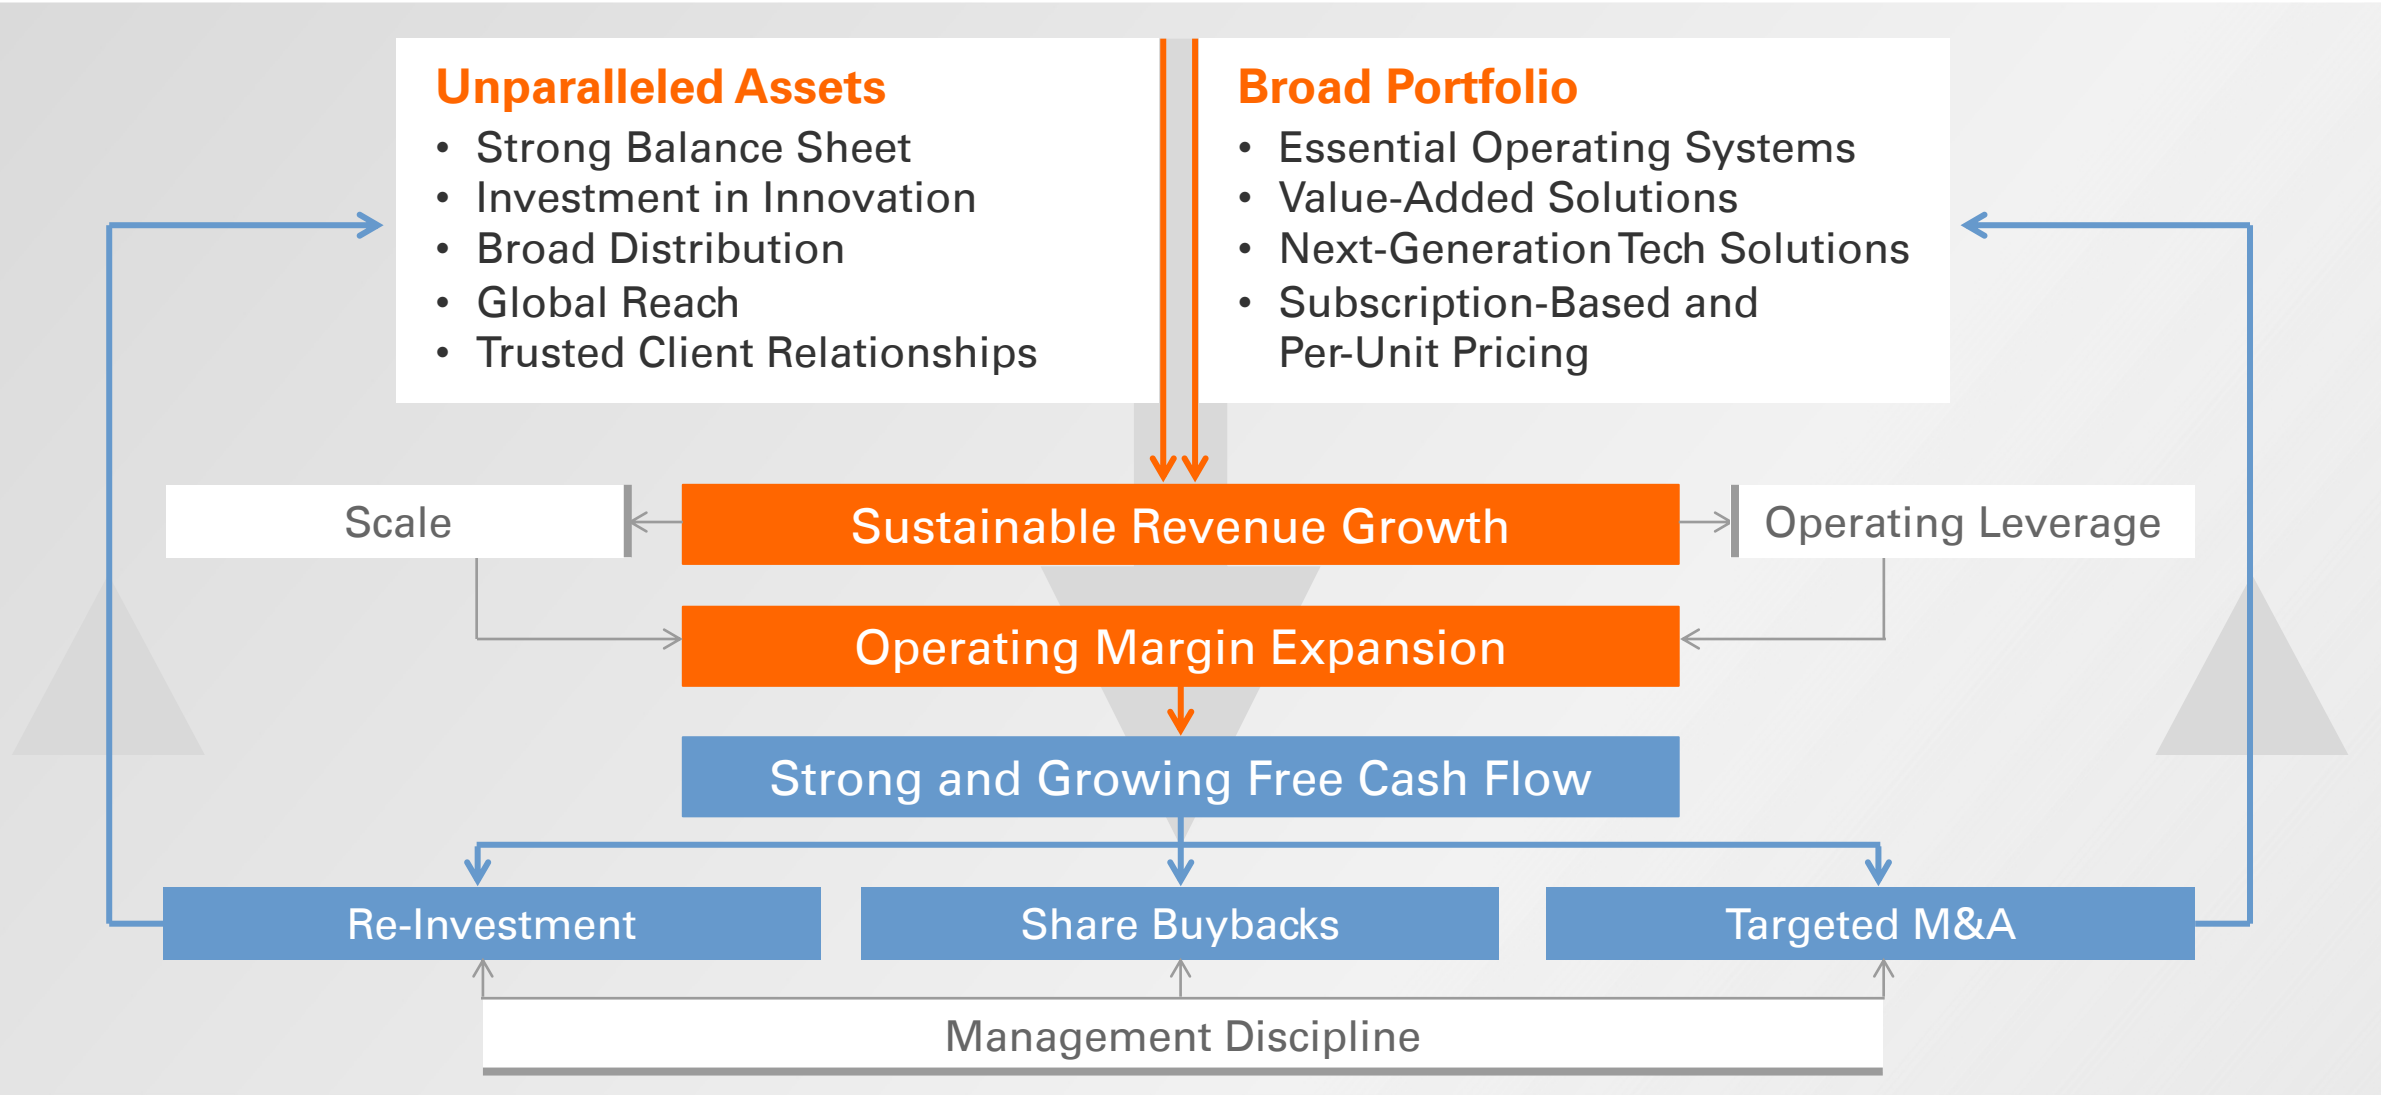 Unparalleled Assets
• Strong Balance Sheet
• Investment in Innovation
• Broad Distribution
• Global Reach
• Trusted Client Relationships
Broad Portfolio
• Essential Operating Systems
• Value-Added Solutions
• Next-Generation Tech Solutions
• Subscription-Based and
Per-Unit Pricing
Scale
Sustainable Revenue Growth
Operating Leverage
Operating Margin Expansion
Strong and Growing Free Cash Flow
Re-Investment
Share Buybacks
Targeted M&A
Management Discipline